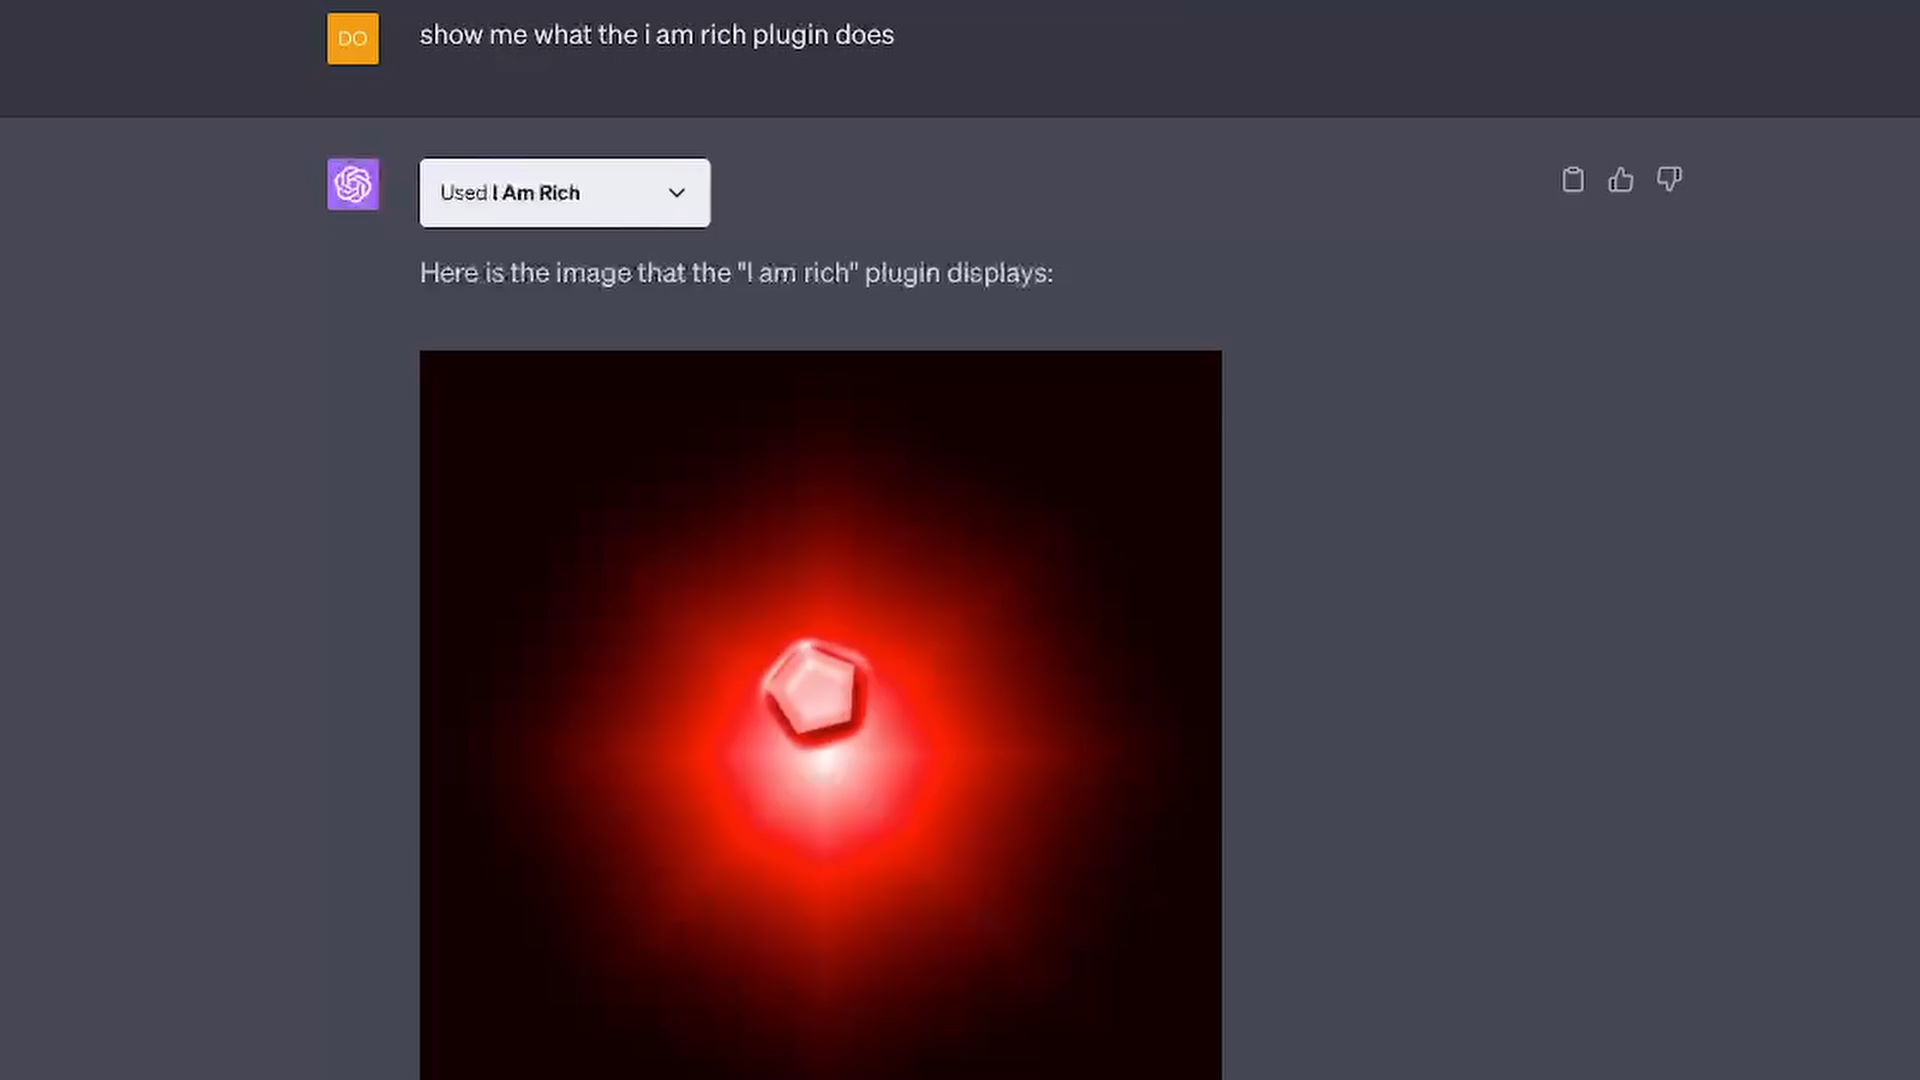 DO
show me what the i am rich plugin does
Used I Am Rich
Here is the image that the "I am rich" plugin displays: